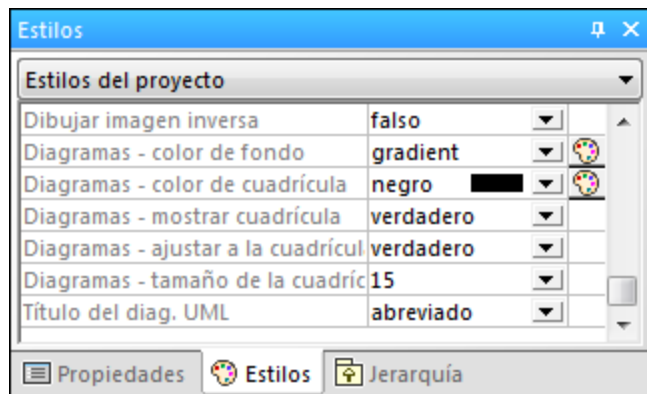 Estilos
Estilos del proyecto
Dibujar imagen inversa falso
Diagramas - color de fondo gradient
Diagramas - color de cuadrícula negro
Diagramas - mostrar cuadrícula verdadero
Diagramas - ajustar a la cuadrícul verdadero
Diagramas - tamaño de la cuadríc 15
Título del diag. UML abreviado
Propiedades Estilos Jerarquía